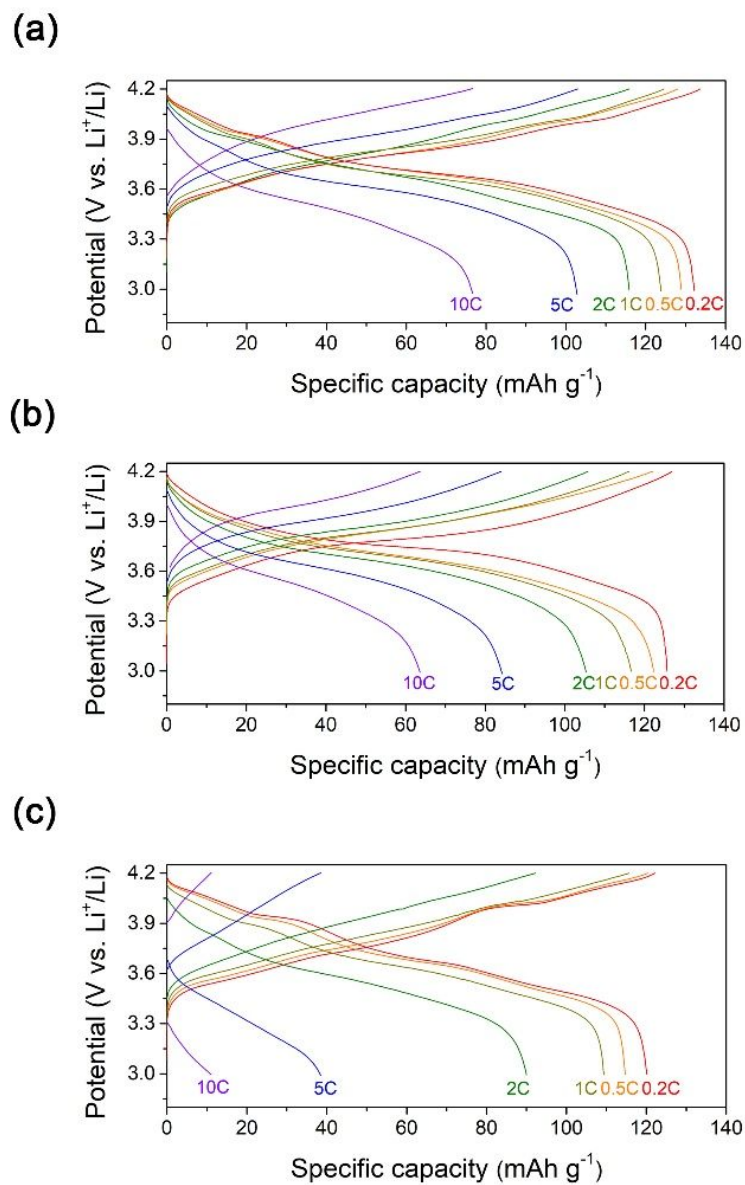 (a)
Potential (V vs. Li⁺/Li)
4.2
3.9
3.6
3.3
3.0
10C 5C 2C 1C 0.5C 0.2C
0 20 40 60 80 100 120 140
Specific capacity (mAh g⁻¹)
(b)
Potential (V vs. Li⁺/Li)
4.2
3.9
3.6
3.3
3.0
10C 5C 2C 1C 0.5C 0.2C
0 20 40 60 80 100 120 140
Specific capacity (mAh g⁻¹)
(c)
Potential (V vs. Li⁺/Li)
4.2
3.9
3.6
3.3
3.0
10C 5C 2C 1C 0.5C 0.2C
0 20 40 60 80 100 120 140
Specific capacity (mAh g⁻¹)